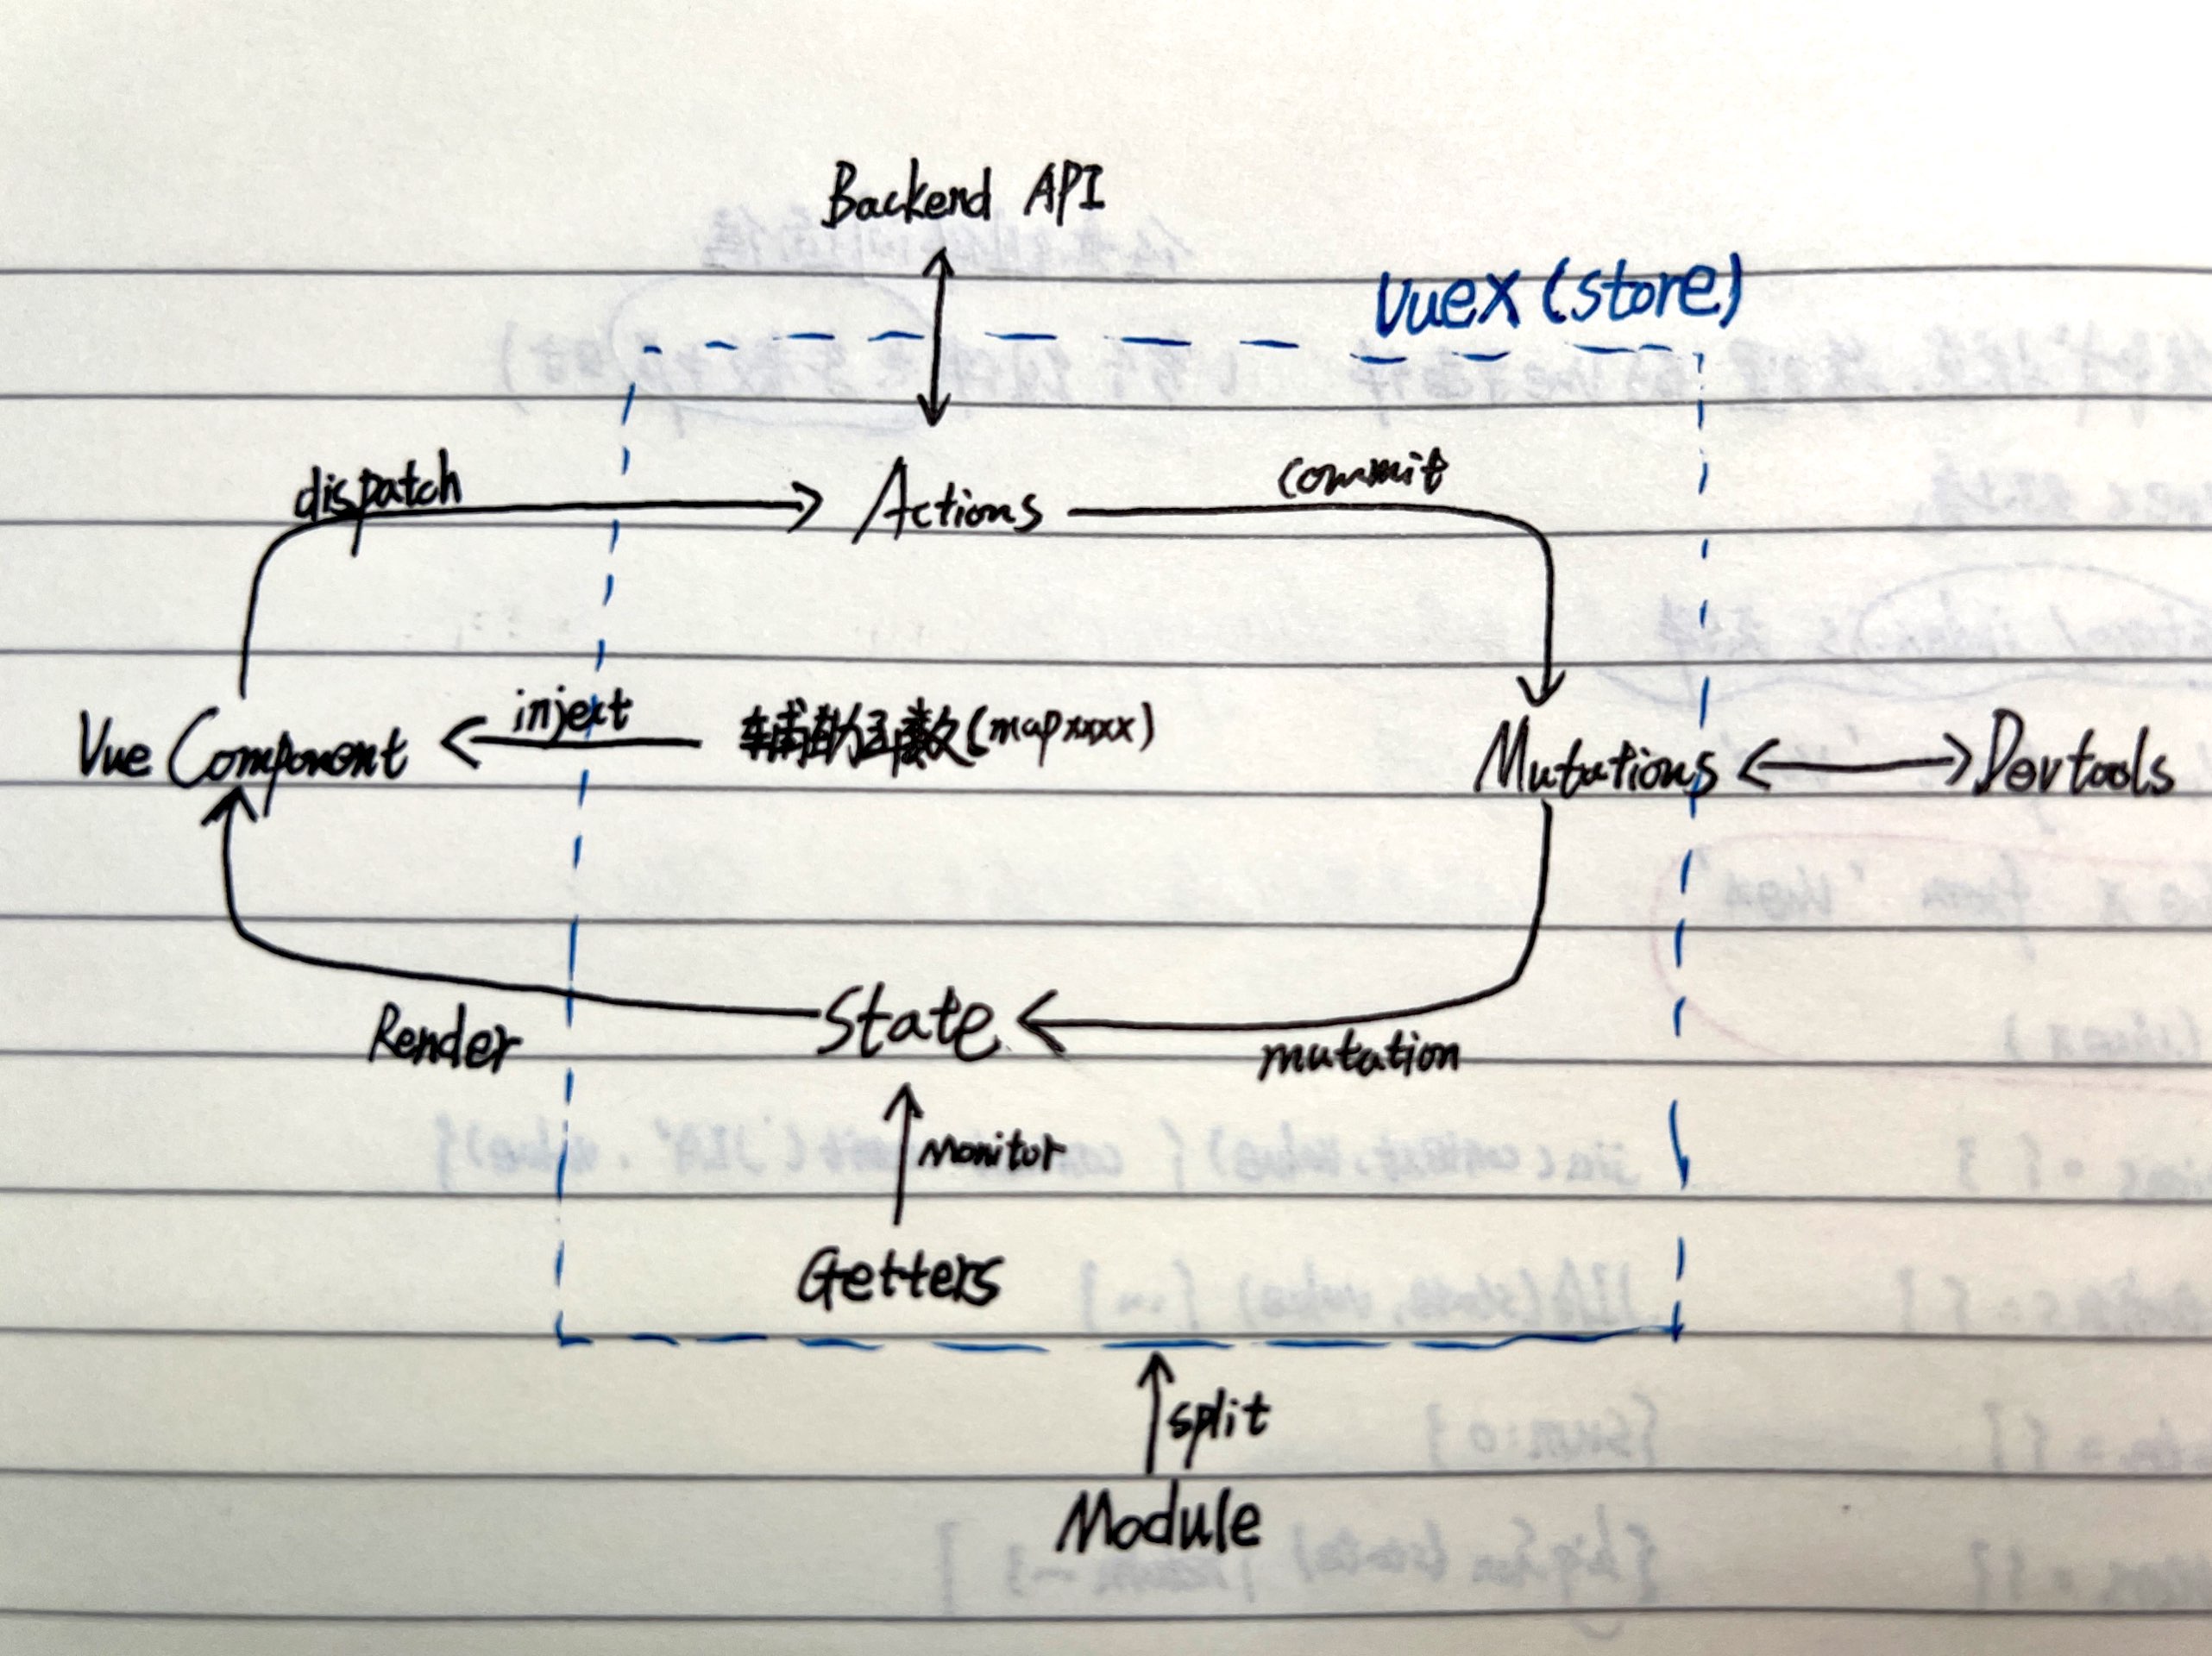 Backend API
vuex (store)
dispatch
Actions
commit
Vue Component
inject
辅助函数(mapxxxx)
Mutations
Devtools
Render
State
mutation
Monitor
Getters
split
Module